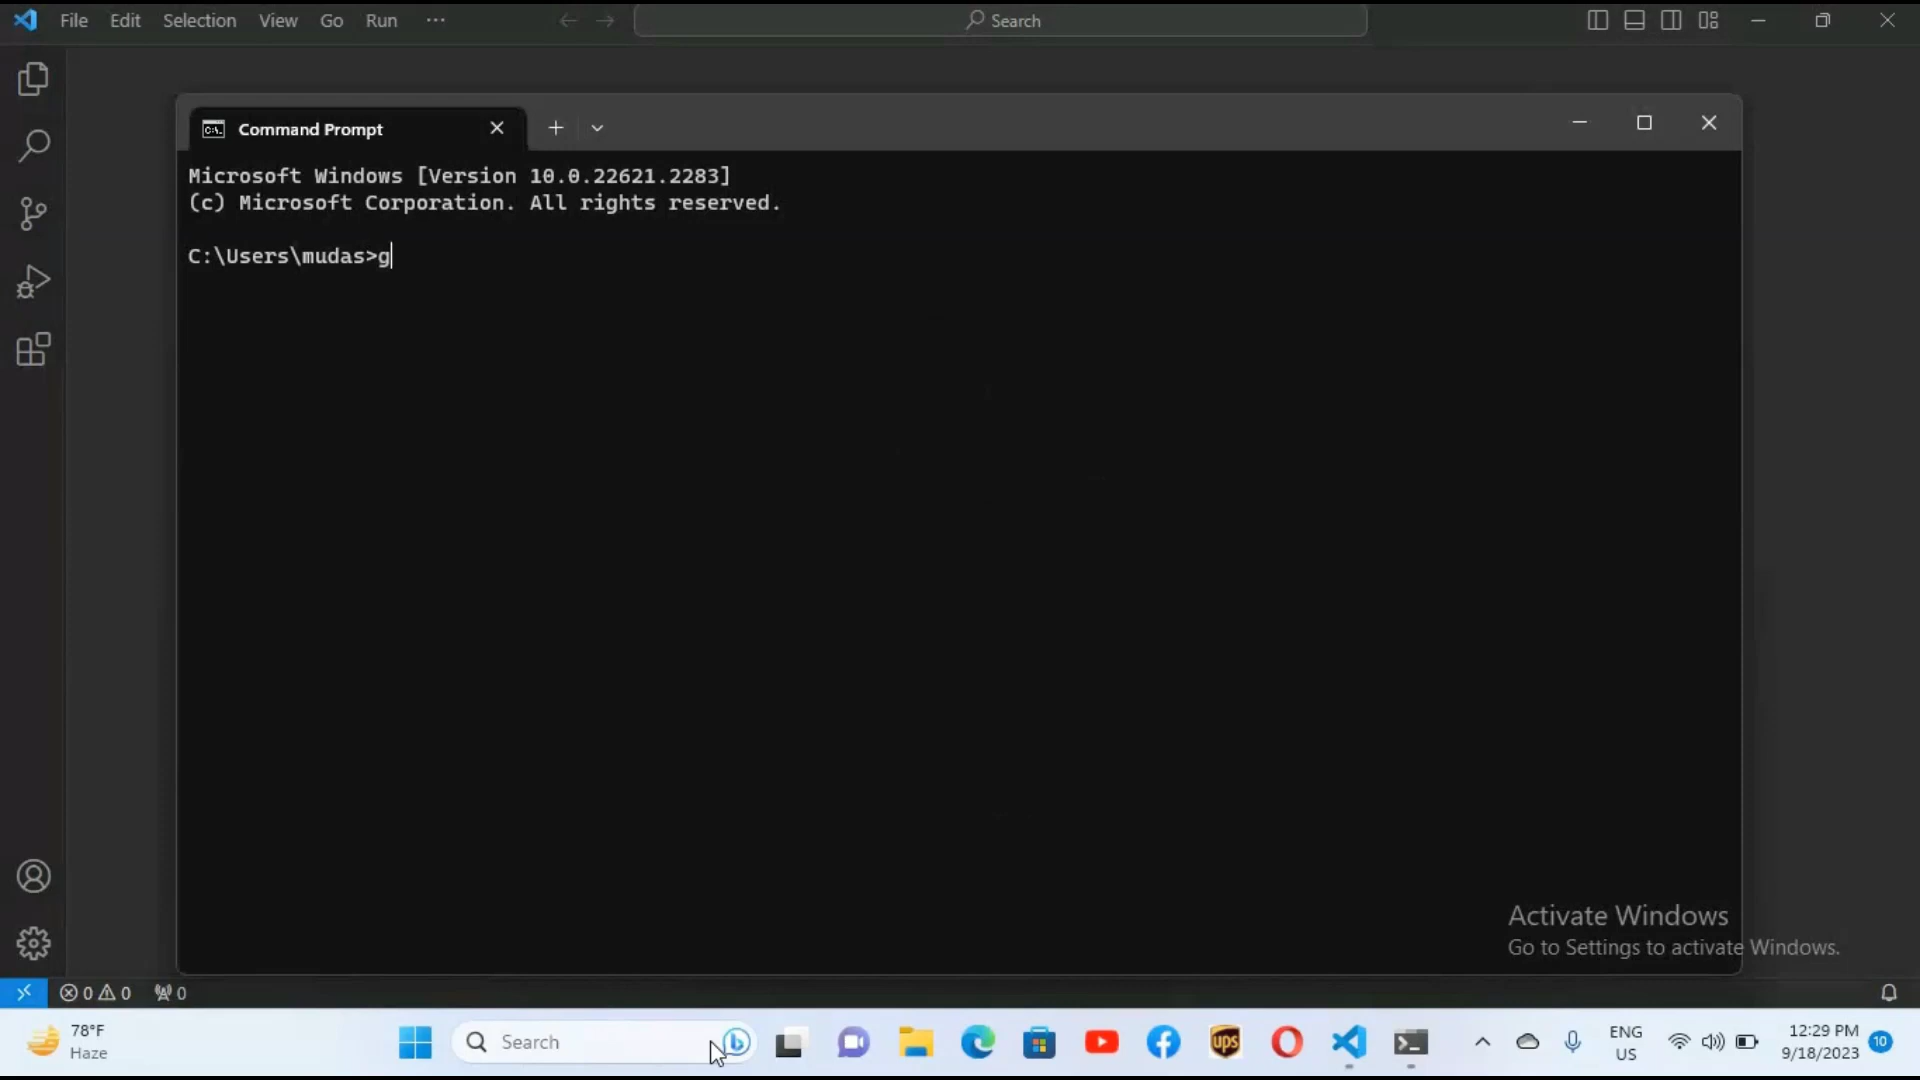 File Edit Selection View Go Run ···
Search
Command Prompt
Microsoft Windows [Version 10.0.22621.2283]
(c) Microsoft Corporation. All rights reserved.
C:\Users\mudas>g
Activate Windows
Go to Settings to activate Windows.
0 0 0
78°F
Haze
Search
ups
ENG
US
12:29 PM
9/18/2023
10